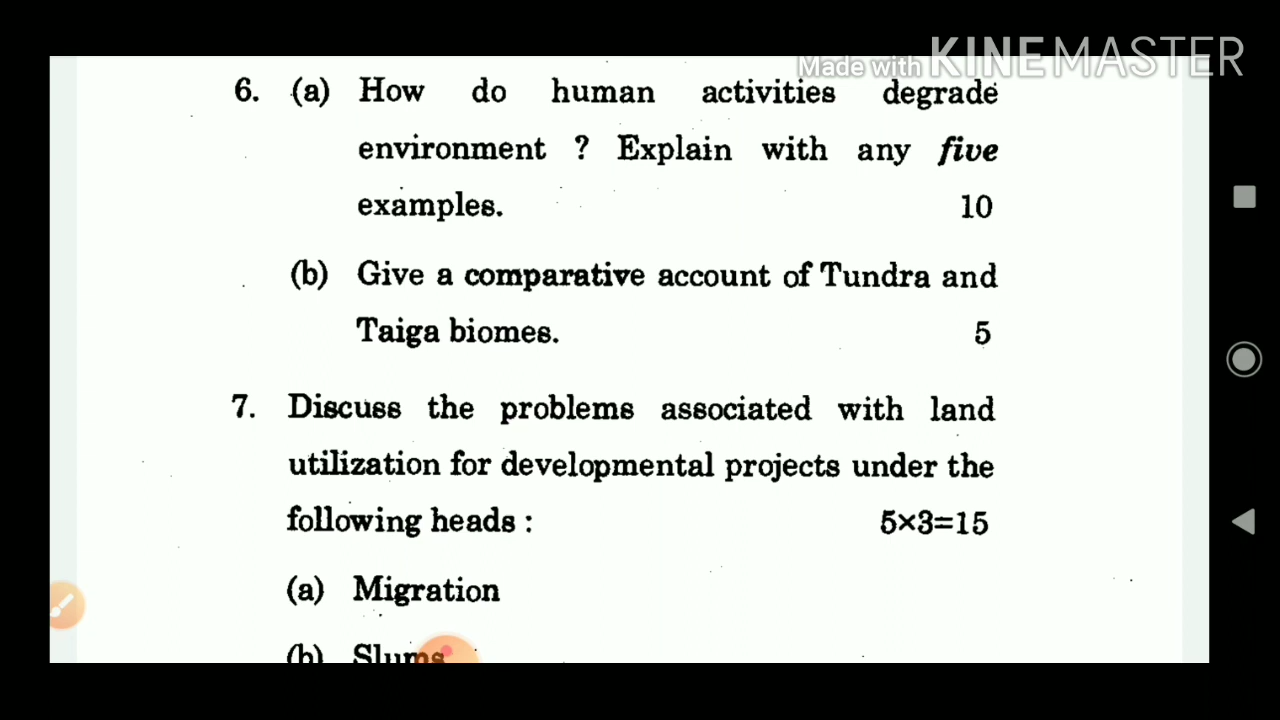 Made with KINEMASTER
6. (a) How do human activities degrade
environment ? Explain with any five
examples. 10
(b) Give a comparative account of Tundra and
Taiga biomes. 5
7. Discuss the problems associated with land
utilization for developmental projects under the
following heads : 5×3=15
(a) Migration
(b) Slums